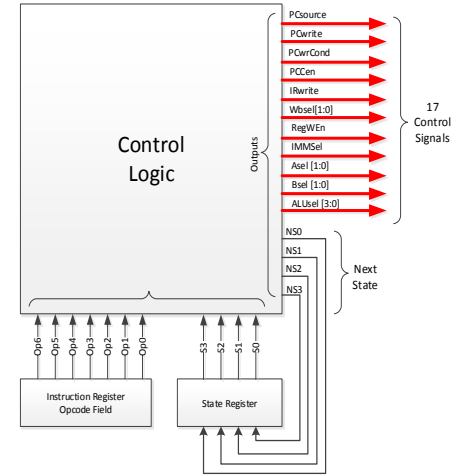 PCsource
PCwrite
PCwrCond
PCCen
IRwrite
Wbsel[1:0]
RegWEn
IMMSel
Asel [1:0]
Bsel [1:0]
ALUsel [3:0]
17
Control
Signals
Control
Logic
Outputs
NS0
NS1
NS2
NS3
Next
State
Op6
Op5
Op4
Op3
Op2
Op1
Op0
S3
S2
S1
S0
Instruction Register
Opcode Field
State Register